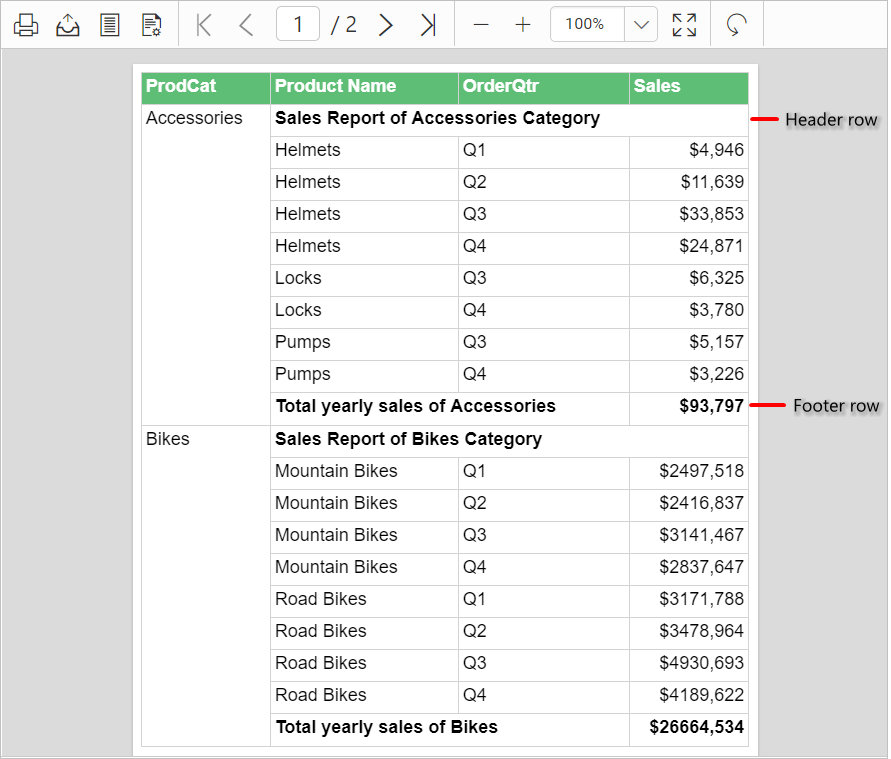 1 / 2 100%
ProdCat Product Name OrderQtr Sales
Accessories Sales Report of Accessories Category Header row
Helmets Q1 $4,946
Helmets Q2 $11,639
Helmets Q3 $33,853
Helmets Q4 $24,871
Locks Q3 $6,325
Locks Q4 $3,780
Pumps Q3 $5,157
Pumps Q4 $3,226
Total yearly sales of Accessories $93,797 Footer row
Bikes Sales Report of Bikes Category
Mountain Bikes Q1 $2497,518
Mountain Bikes Q2 $2416,837
Mountain Bikes Q3 $3141,467
Mountain Bikes Q4 $2837,647
Road Bikes Q1 $3171,788
Road Bikes Q2 $3478,964
Road Bikes Q3 $4930,693
Road Bikes Q4 $4189,622
Total yearly sales of Bikes $26664,534